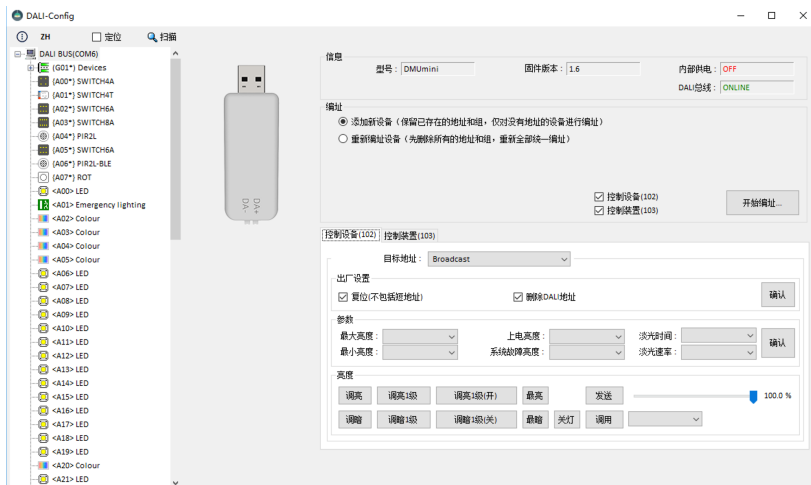 DALI-Config
ZH 定位 扫描
DALI BUS(COM6)
(G01*) Devices
{A00*} SWITCH4A
{A01*} SWITCH4T
{A02*} SWITCH6A
{A03*} SWITCH8A
{A04*} PIR2L
{A05*} SWITCH6A
{A06*} PIR2L-BLE
{A07*} ROT
<A00> LED
<A01> Emergency lighting
<A02> Colour
<A03> Colour
<A04> Colour
<A05> Colour
<A06> LED
<A07> LED
<A08> LED
<A09> LED
<A10> LED
<A11> LED
<A12> LED
<A13> LED
<A14> LED
<A15> LED
<A16> LED
<A17> LED
<A18> LED
<A19> LED
<A20> Colour
<A21> LED
DA+
DA-
信息
型号: DMUmini 固件版本: 1.6 内部供电: OFF
DALI总线: ONLINE
编址
添加新设备(保留已存在的地址和组,仅对没有地址的设备进行编址)
重新编址设备(先删除所有的地址和组,重新全部统一编址)
控制设备(102)
控制装置(103)
开始编址...
控制设备(102) 控制装置(103)
目标地址: Broadcast
出厂设置
复位(不包括短地址) 删除DALI地址 确认
参数
最大亮度: 上电亮度: 淡光时间:
最小亮度: 系统故障亮度: 淡光速率:
确认
亮度
调亮 调亮1级 调亮1级(开) 最亮 发送 100.0 %
调暗 调暗1级 调暗1级(关) 最暗 关灯 调用